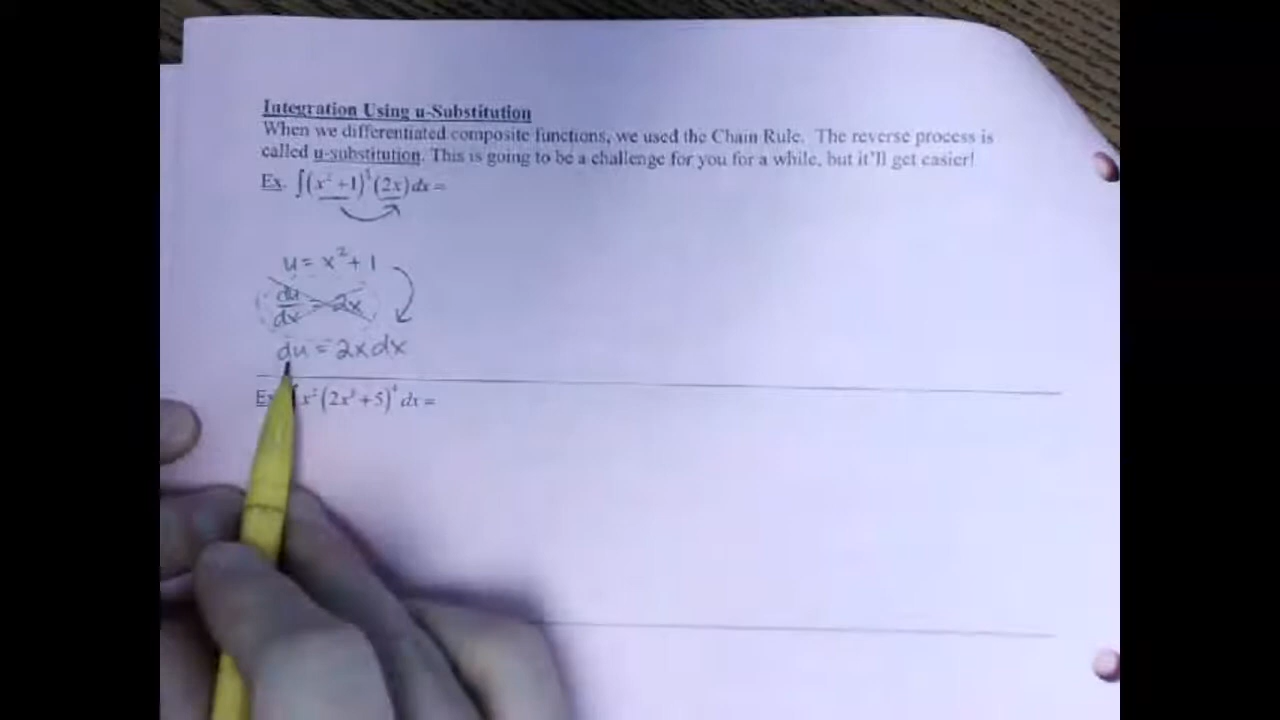 Integration Using u-Substitution
When we differentiated composite functions, we used the Chain Rule. The reverse process is
called u-substitution. This is going to be a challenge for you for a while, but it'll get easier!
Ex. ∫(x² +1)³(2x)dx =
u = x² + 1
du/dx = 2x
du = 2x dx
x²(2x³ +5)⁴ dx =